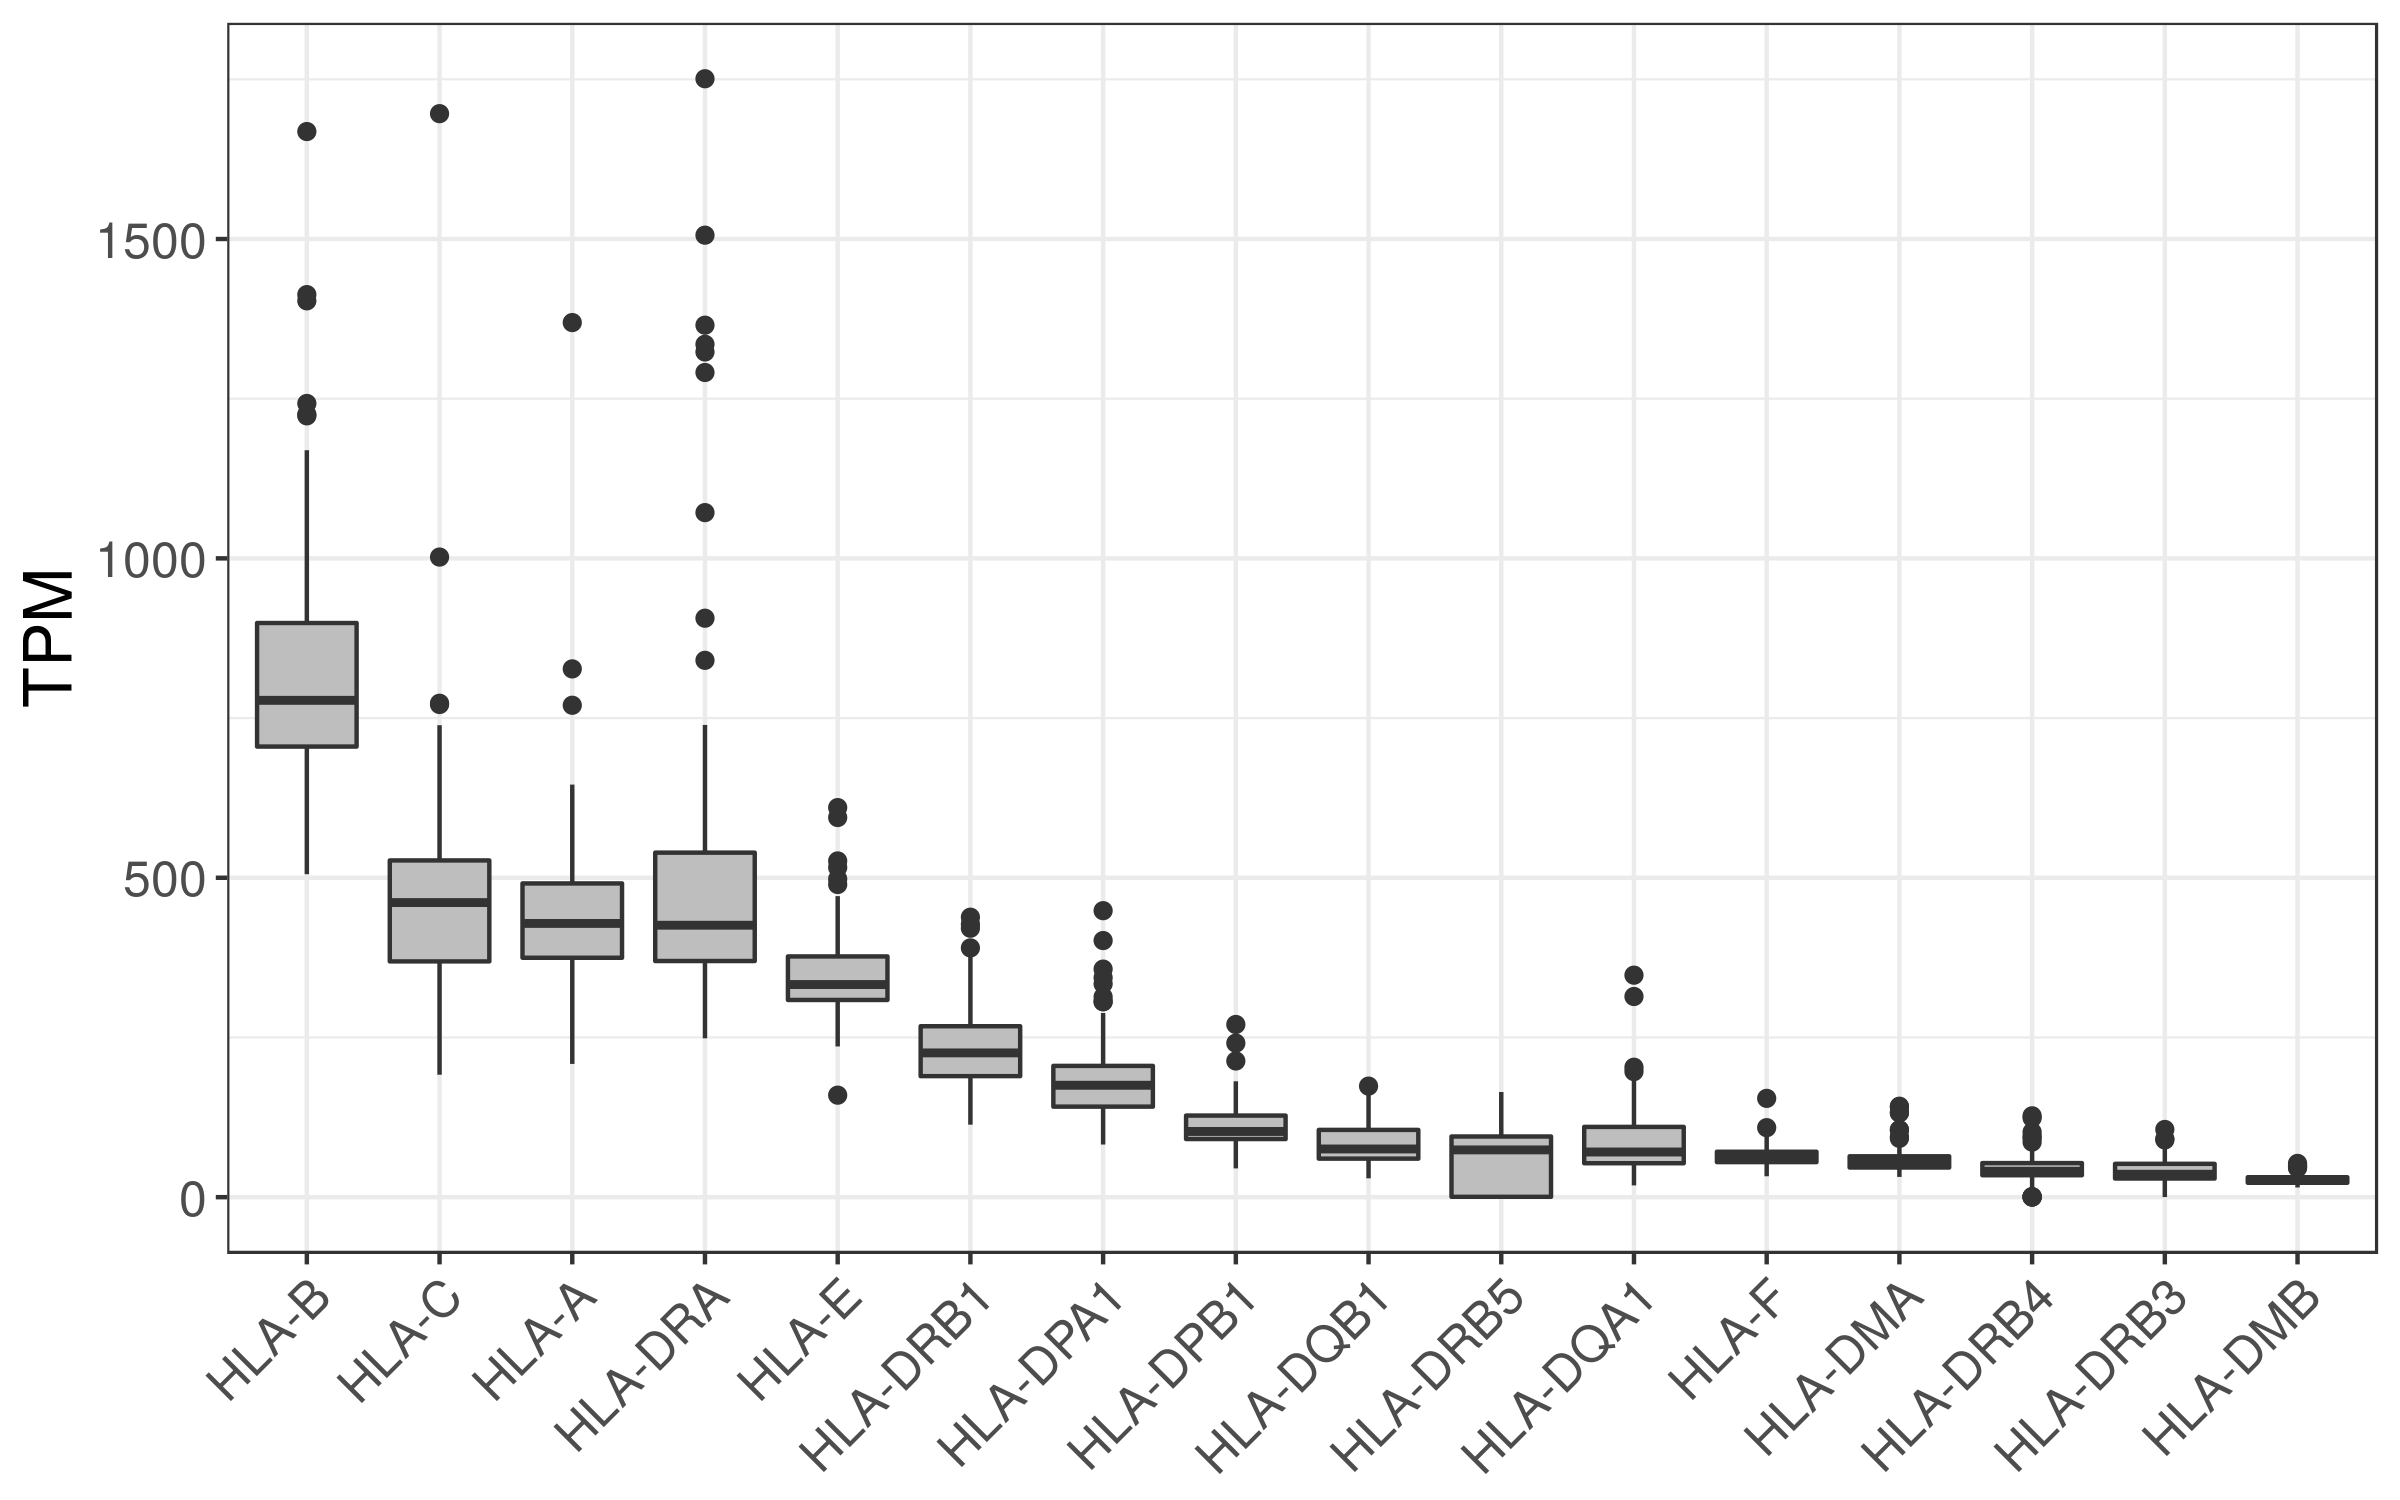 TPM
1500
1000
500
0
HLA-B
HLA-C
HLA-A
HLA-DRA
HLA-E
HLA-DRB1
HLA-DPA1
HLA-DPB1
HLA-DQB1
HLA-DRB5
HLA-DQA1
HLA-F
HLA-DMA
HLA-DRB4
HLA-DRB3
HLA-DMB